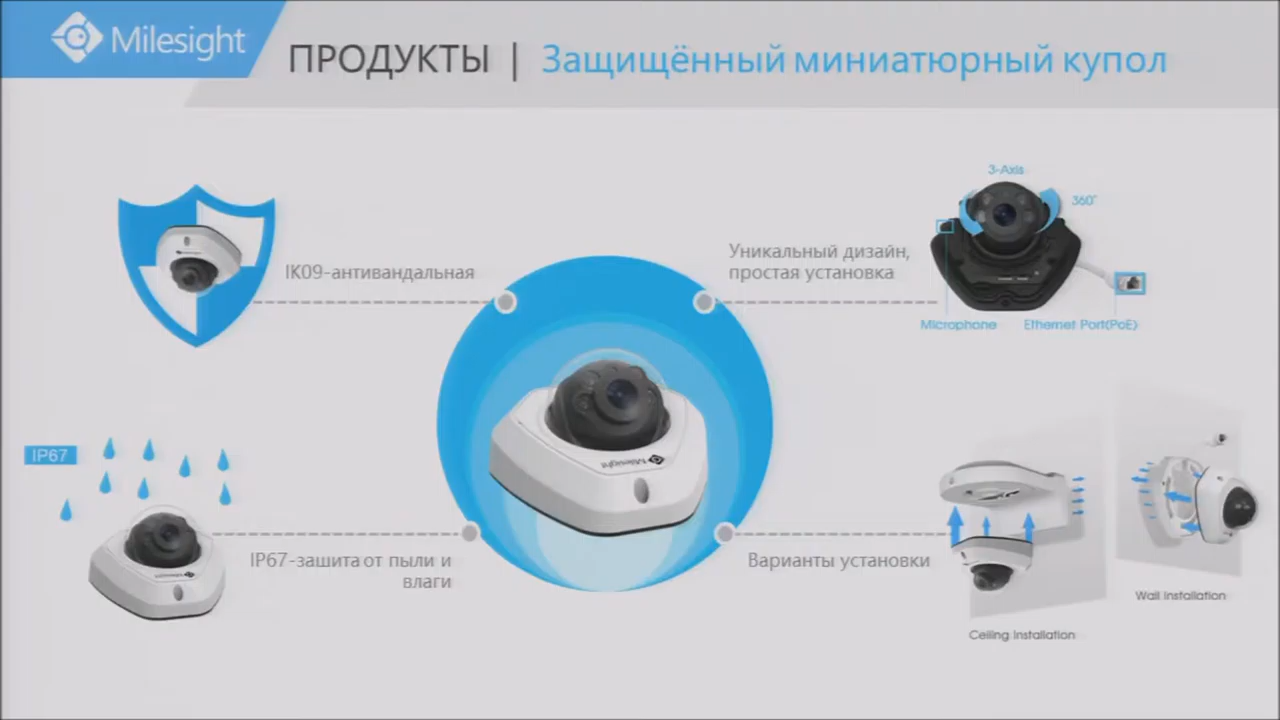 Milesight
ПРОДУКТЫ | Защищённый миниатюрный купол
3-Axis
360°
Уникальный дизайн,
простая установка
IK09-антивандальная
Microphone
Ethernet Port(PoE)
Milesight
IP67
IP67-зашита от пыли и
влаги
Варианты установки
Wall Installation
Ceiling Installation